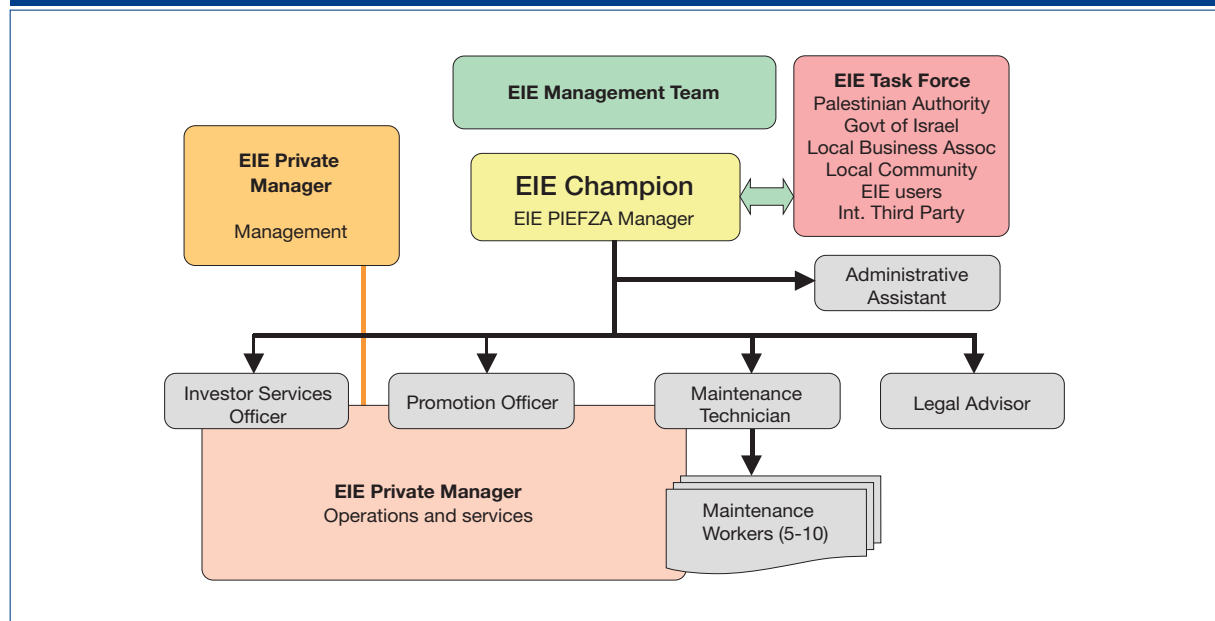 EIE Management Team
EIE Task Force
Palestinian Authority
Govt of Israel
Local Business Assoc
Local Community
EIE users
Int. Third Party
EIE Private
Manager
Management
EIE Champion
EIE PIEFZA Manager
Administrative
Assistant
Investor Services
Officer
Promotion Officer
Maintenance
Technician
Legal Advisor
EIE Private Manager
Operations and services
Maintenance
Workers (5-10)